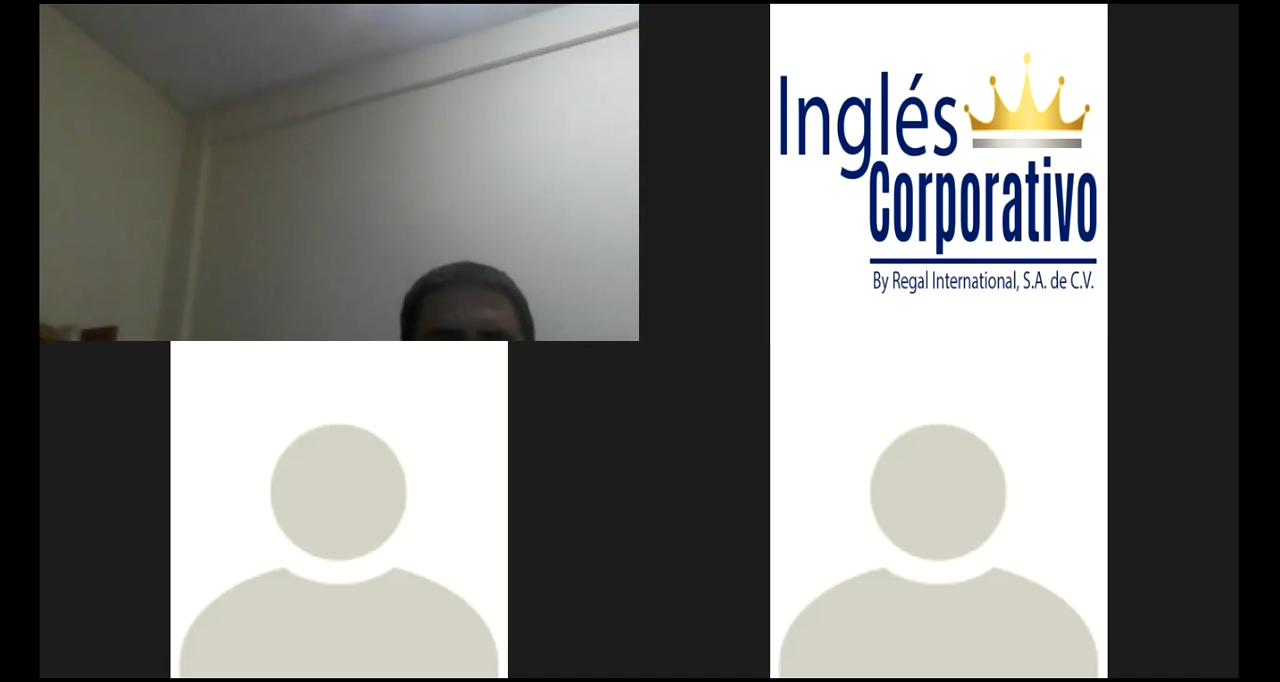 Inglés
Corporativo
By Regal International, S.A. de C.V.